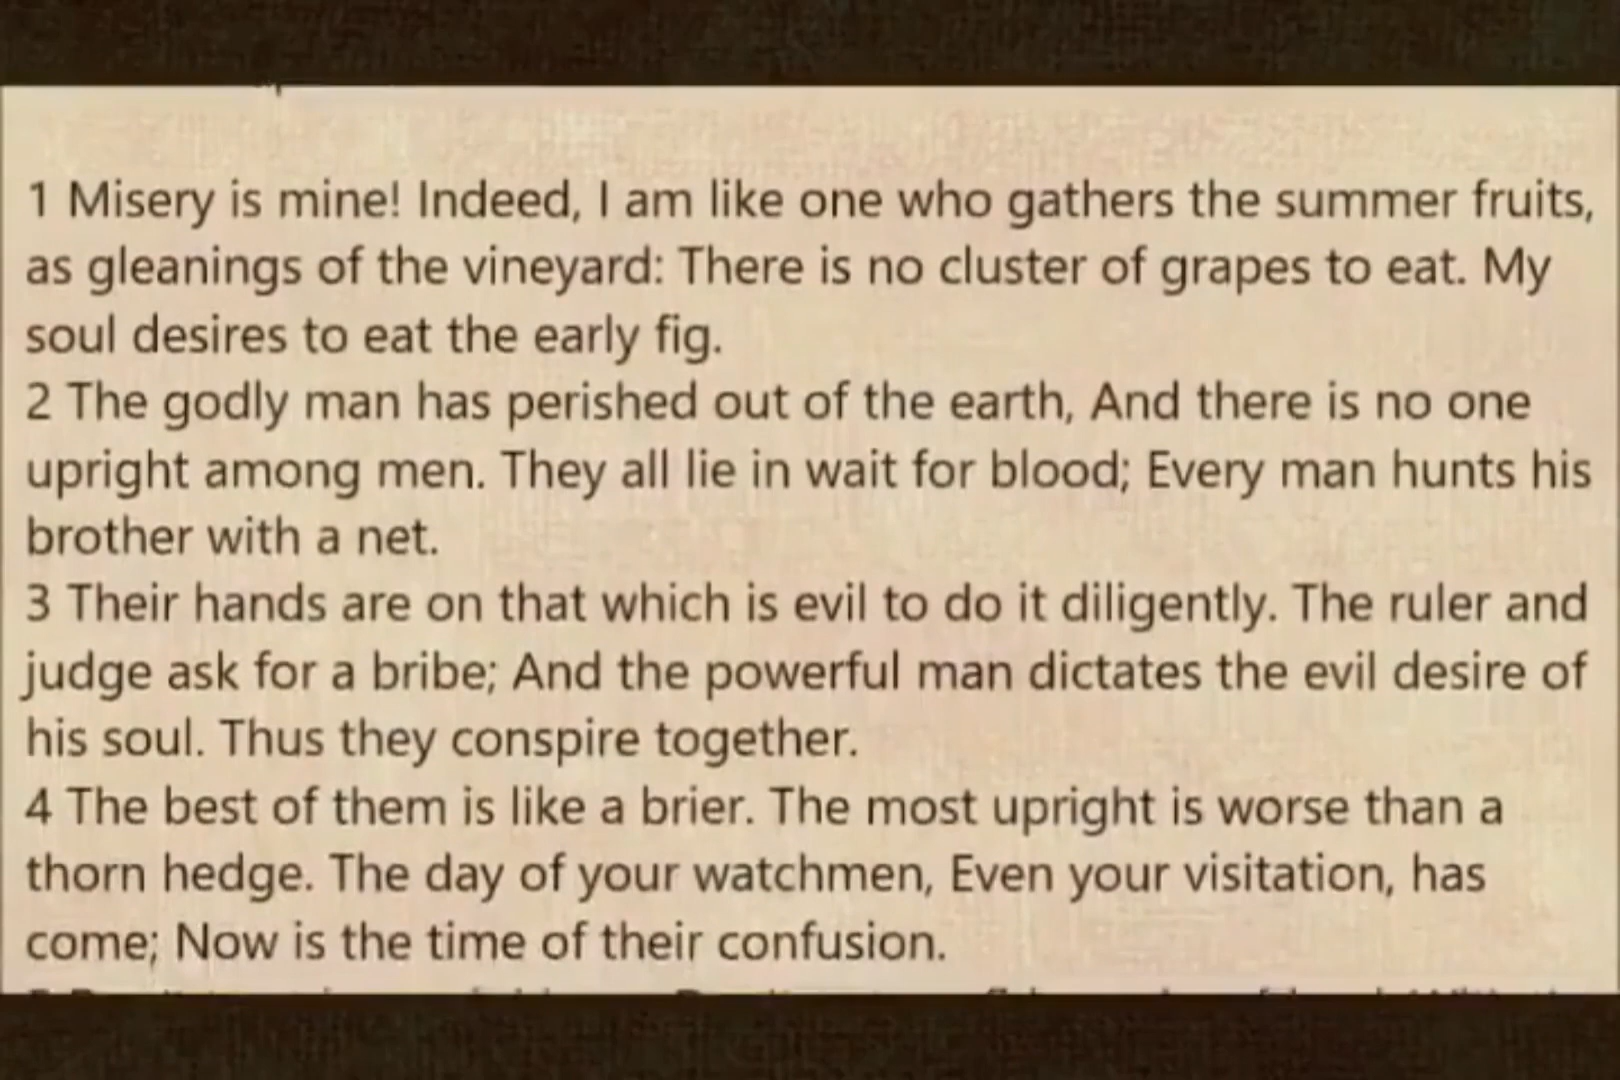 1 Misery is mine! Indeed, I am like one who gathers the summer fruits,
as gleanings of the vineyard: There is no cluster of grapes to eat. My
soul desires to eat the early fig.
2 The godly man has perished out of the earth, And there is no one
upright among men. They all lie in wait for blood; Every man hunts his
brother with a net.
3 Their hands are on that which is evil to do it diligently. The ruler and
judge ask for a bribe; And the powerful man dictates the evil desire of
his soul. Thus they conspire together.
4 The best of them is like a brier. The most upright is worse than a
thorn hedge. The day of your watchmen, Even your visitation, has
come; Now is the time of their confusion.